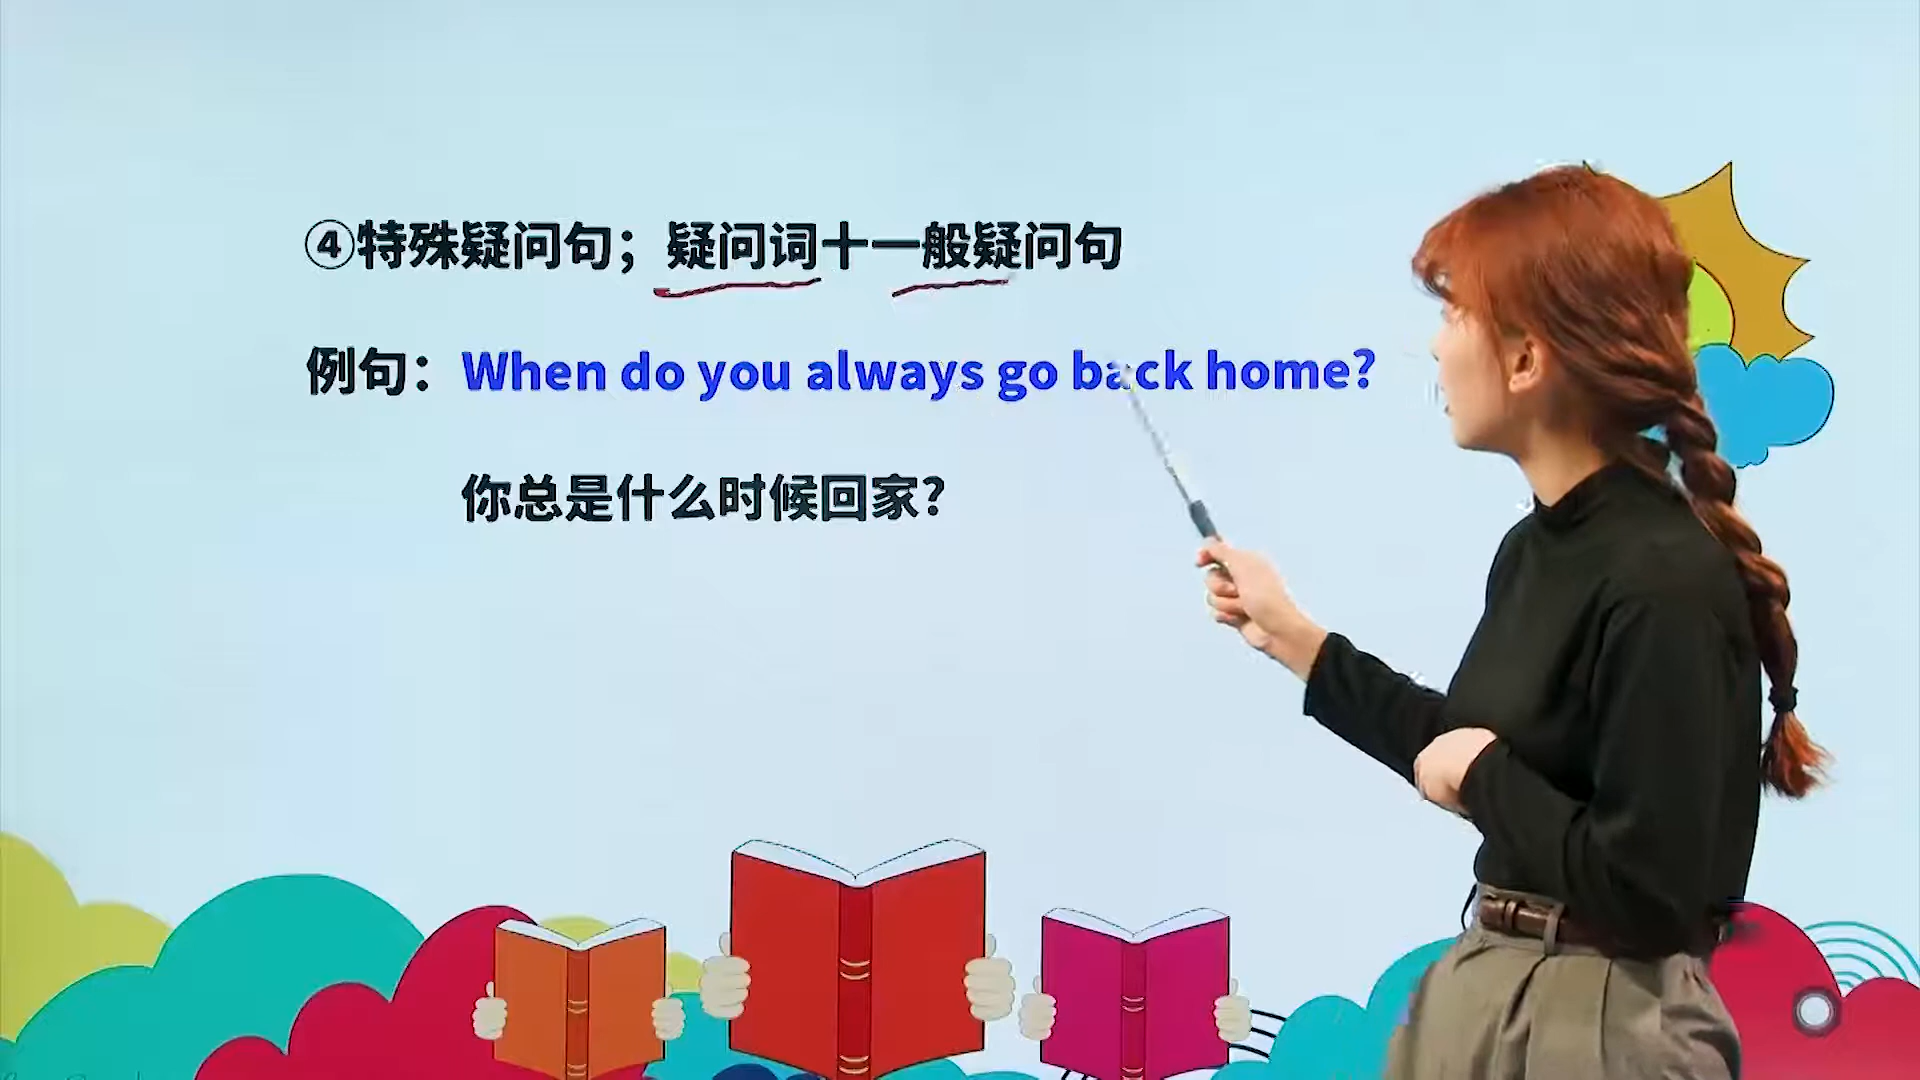 ④特殊疑问句；疑问词十一般疑问句
例句：When do you always go back home?
你总是什么时候回家?